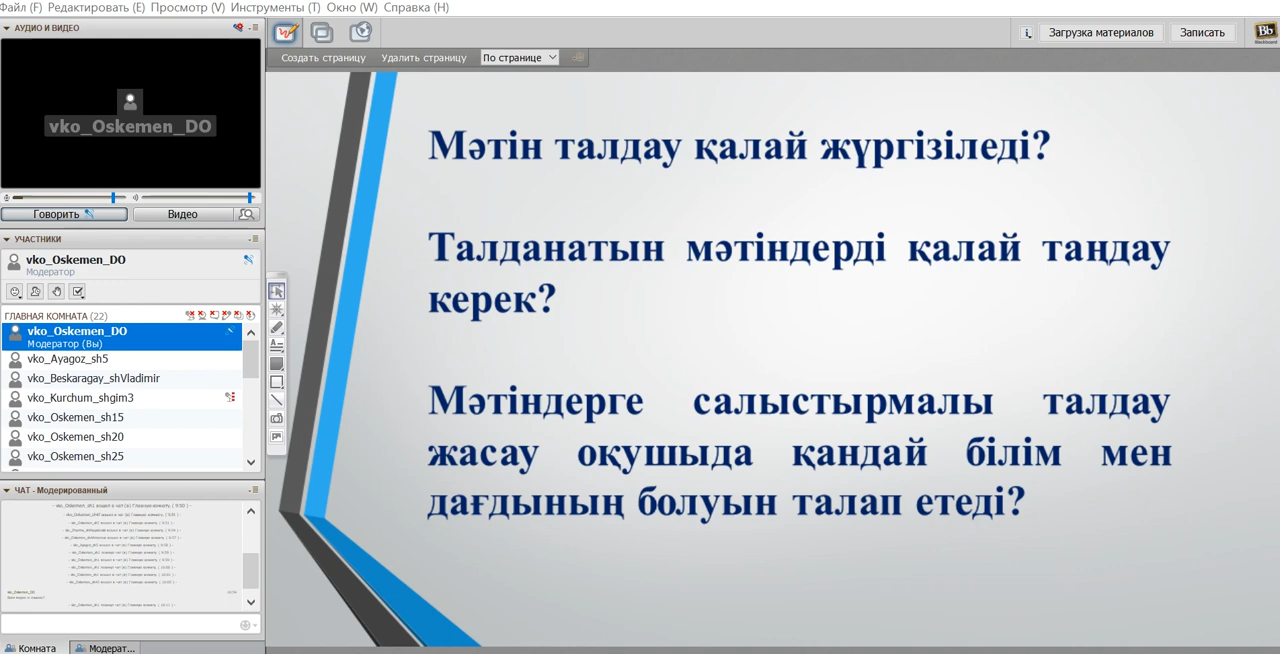 Файл (F) Редактировать (E) Просмотр (V) Инструменты (T) Окно (W) Справка (H)
АУДИО И ВИДЕО
vko_Oskemen_DO
Говорить
Видео
УЧАСТНИКИ
vko_Oskemen_DO
Модератор
ГЛАВНАЯ КОМНАТА (22)
vko_Oskemen_DO
Модератор (Вы)
vko_Ayagoz_sh5
vko_Beskaragay_shVladimir
vko_Kurchum_shgim3
vko_Oskemen_sh15
vko_Oskemen_sh20
vko_Oskemen_sh25
ЧАТ - Модерированный
Комната
Модерат...
Загрузка материалов
Записать
Bb
Создать страницу
Удалить страницу
По странице
Мәтін талдау қалай жүргізіледі?
Талданатын мәтіндерді қалай таңдау
керек?
Мәтіндерге салыстырмалы талдау
жасау оқушыда қандай білім мен
дағдының болуын талап етеді?